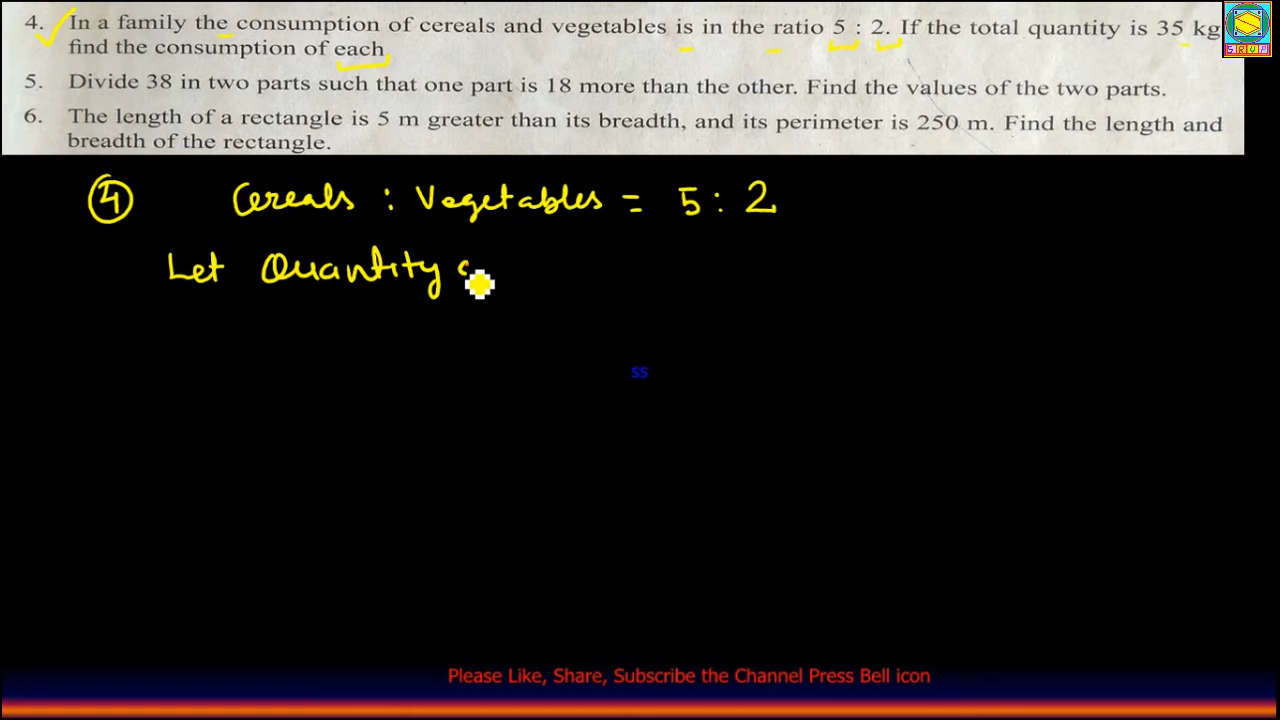 4. In a family the consumption of cereals and vegetables is in the ratio 5 : 2. If the total quantity is 35 kg
find the consumption of each
5. Divide 38 in two parts such that one part is 18 more than the other. Find the values of the two parts.
6. The length of a rectangle is 5 m greater than its breadth, and its perimeter is 250 m. Find the length and
breadth of the rectangle.
SRUP
4 Cereals : Vegetables = 5 : 2
Let Quantity
ss
Please Like, Share, Subscribe the Channel Press Bell icon